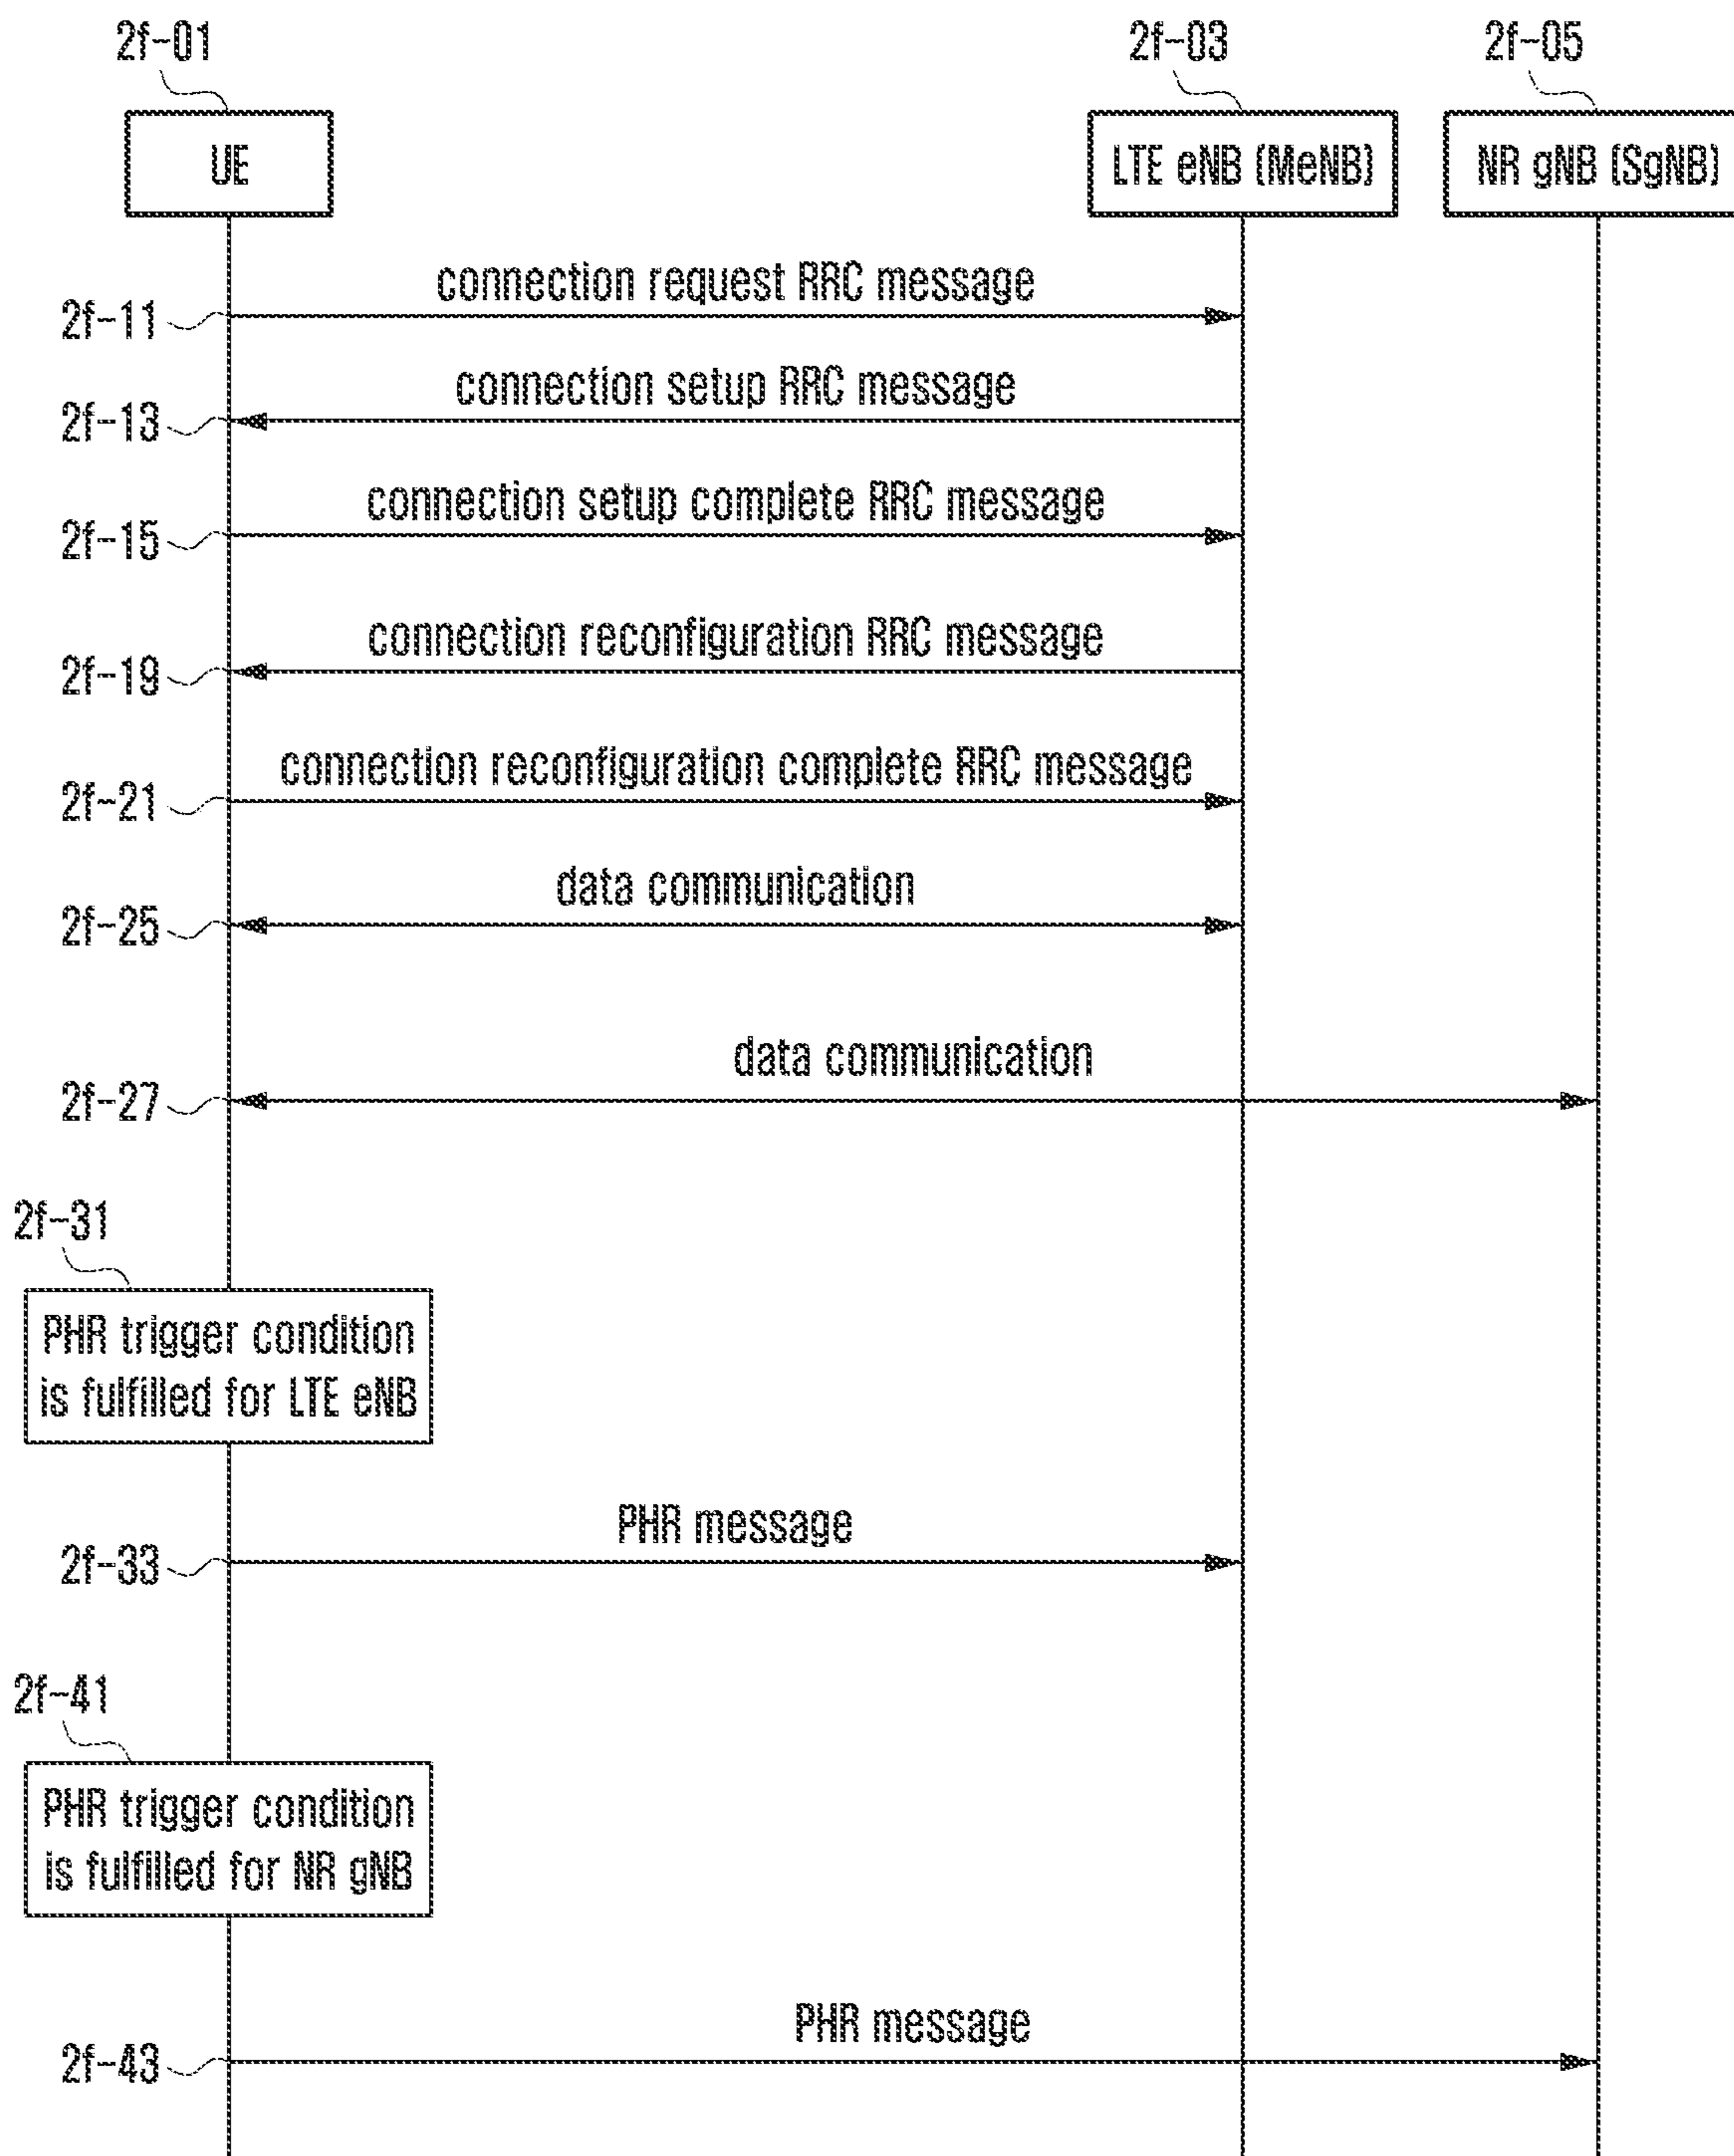 2f-01
2f-03
2f-05
UE
LTE eNB (MeNB)
NR gNB (SgNB)
connection request RRC message
2f-11
connection setup RRC message
2f-13
connection setup complete RRC message
2f-15
connection reconfiguration RRC message
2f-19
connection reconfiguration complete RRC message
2f-21
data communication
2f-25
data communication
2f-27
2f-31
PHR trigger condition
is fulfilled for LTE eNB
PHR message
2f-33
2f-41
PHR trigger condition
is fulfilled for NR gNB
PHR message
2f-43